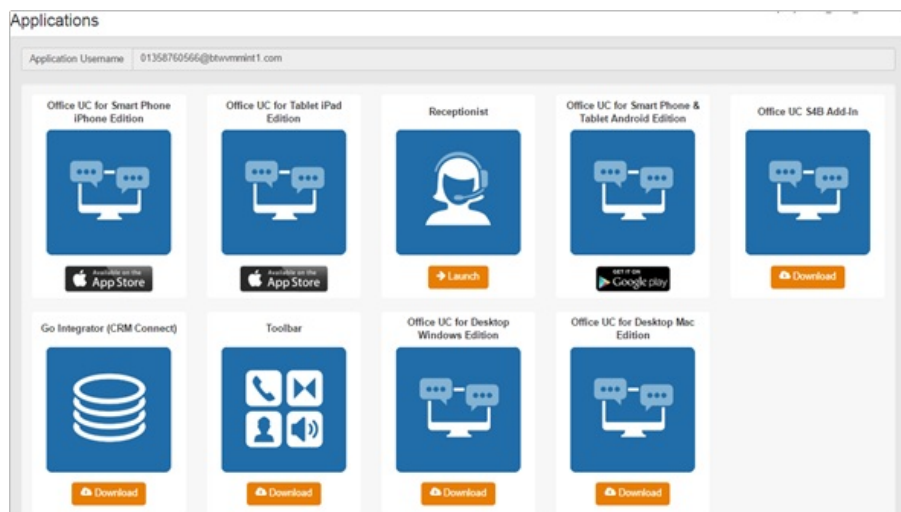 Applications
Application Username 01358760566@btwvmmint1.com
Office UC for Smart Phone
iPhone Edition
Office UC for Tablet iPad
Edition
Receptionist
Office UC for Smart Phone &
Tablet Android Edition
Office UC S4B Add-In
Available on the
App Store
Available on the
App Store
Launch
GET IT ON
Google play
Download
Go Integrator (CRM Connect)
Toolbar
Office UC for Desktop
Windows Edition
Office UC for Desktop Mac
Edition
Download
Download
Download
Download